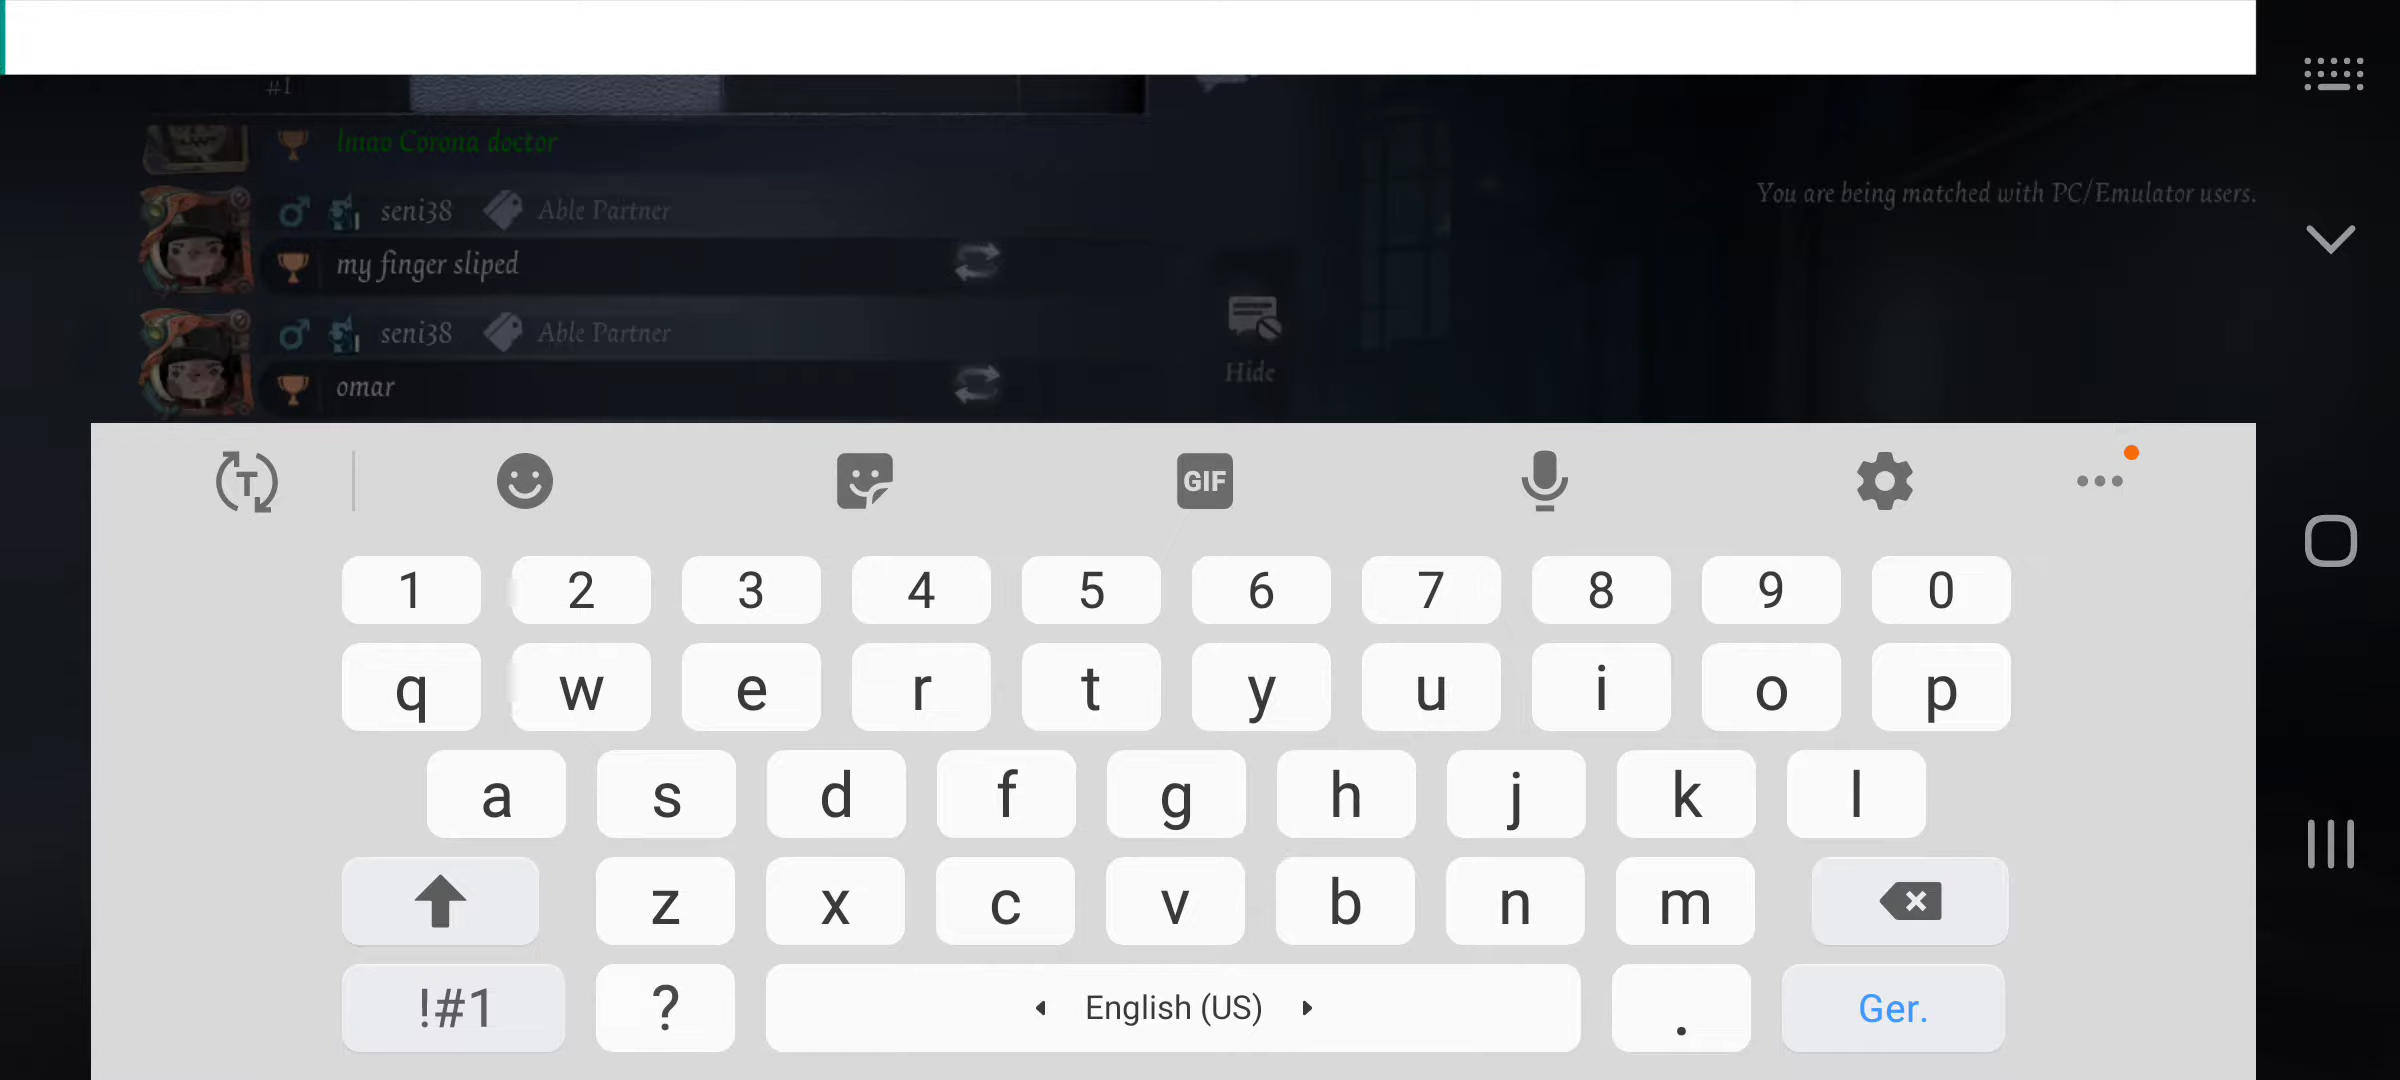 #1
lmao Corona doctor
You are being matched with PC/Emulator users.
seni38 Able Partner
my finger sliped
seni38 Able Partner
omar
Hide
T
GIF
1 2 3 4 5 6 7 8 9 0
q w e r t y u i o p
a s d f g h j k l
z x c v b n m
!#1 ? English (US) . Ger.